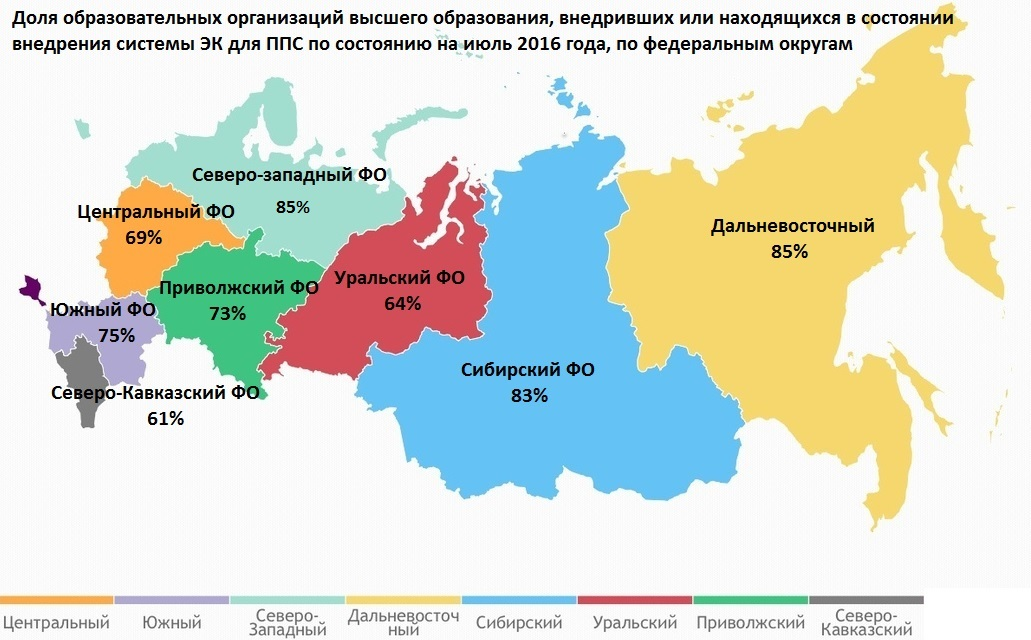 Доля образовательных организаций высшего образования, внедривших или находящихся в состоянии
внедрения системы ЭК для ППС по состоянию на июль 2016 года, по федеральным округам
Северо-западный ФО
85%
Центральный ФО
69%
Дальневосточный
85%
Уральский ФО
64%
Приволжский ФО
73%
Южный ФО
75%
Сибирский ФО
83%
Северо-Кавказский ФО
61%
Центральный
Южный
Северо-
Западный
Дальневосточ
ный
Сибирский
Уральский
Приволжский
Северо-
Кавказский